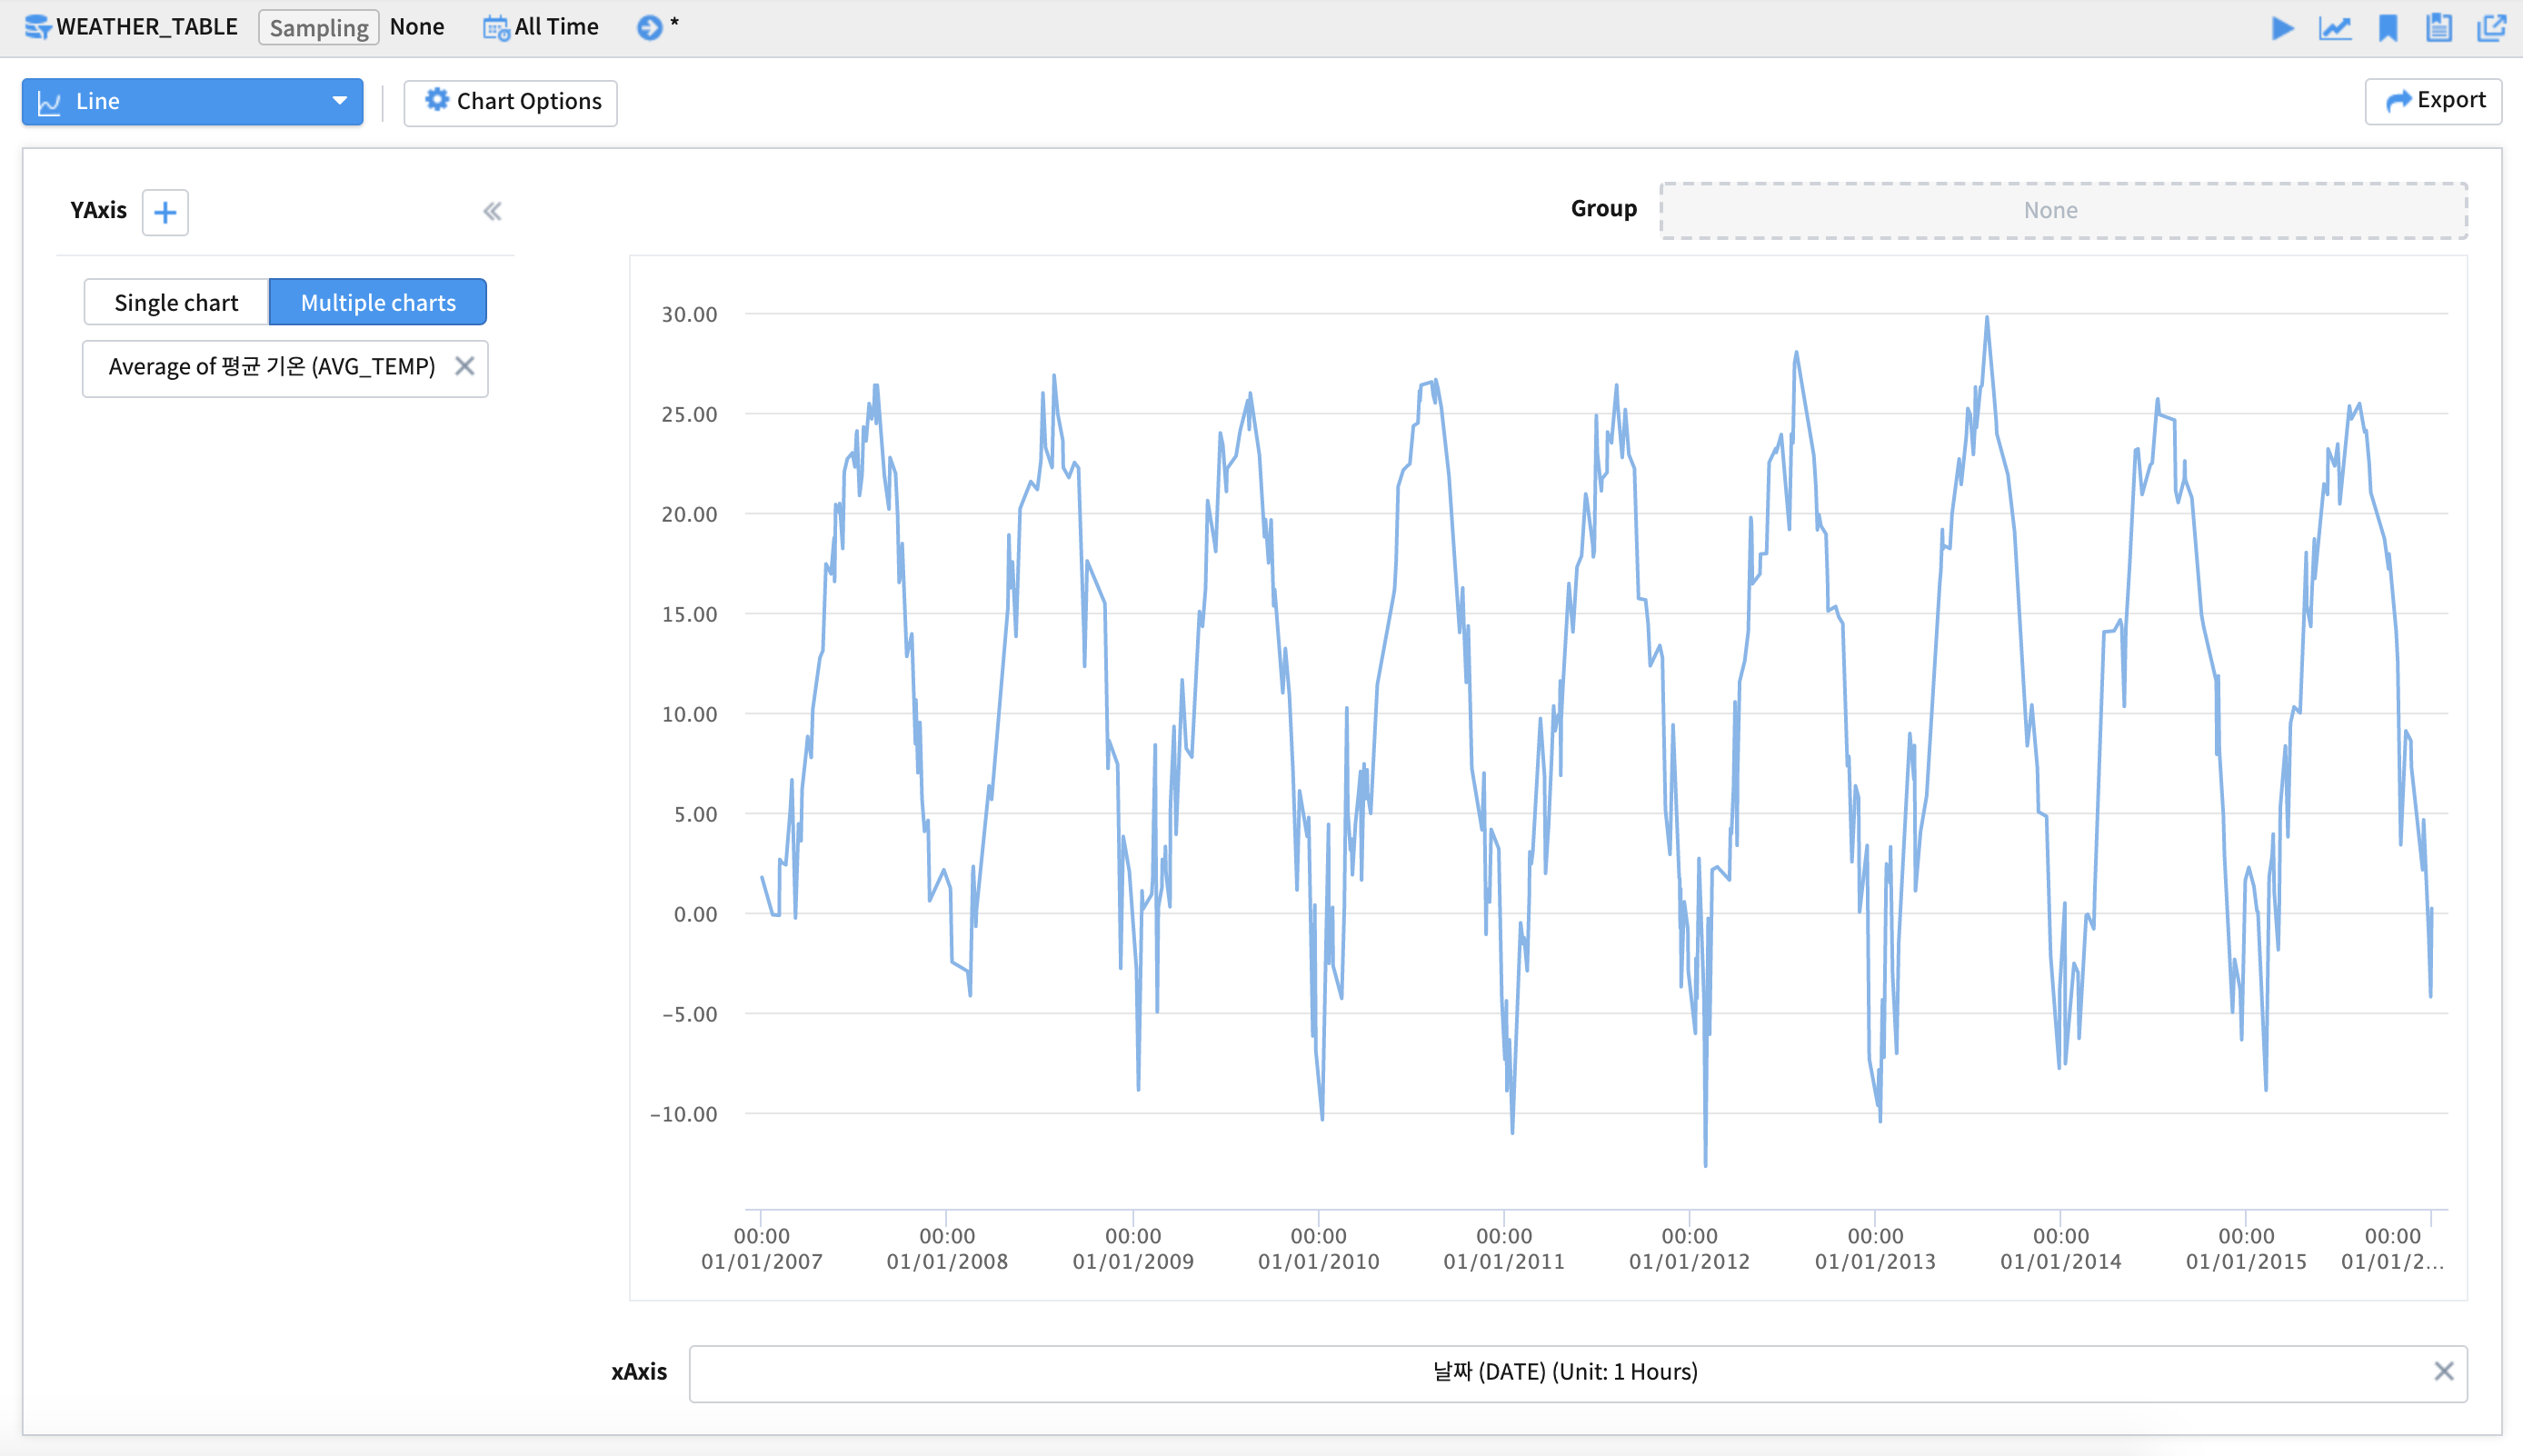 WEATHER_TABLE Sampling None All Time *
Line Chart Options Export
YAxis Group None
Single chart Multiple charts
Average of 평균 기온 (AVG_TEMP)
30.00
25.00
20.00
15.00
10.00
5.00
0.00
−5.00
−10.00
00:00 00:00 00:00 00:00 00:00 00:00 00:00 00:00 00:00 00:00
01/01/2007 01/01/2008 01/01/2009 01/01/2010 01/01/2011 01/01/2012 01/01/2013 01/01/2014 01/01/2015 01/01/2...
xAxis 날짜 (DATE) (Unit: 1 Hours)